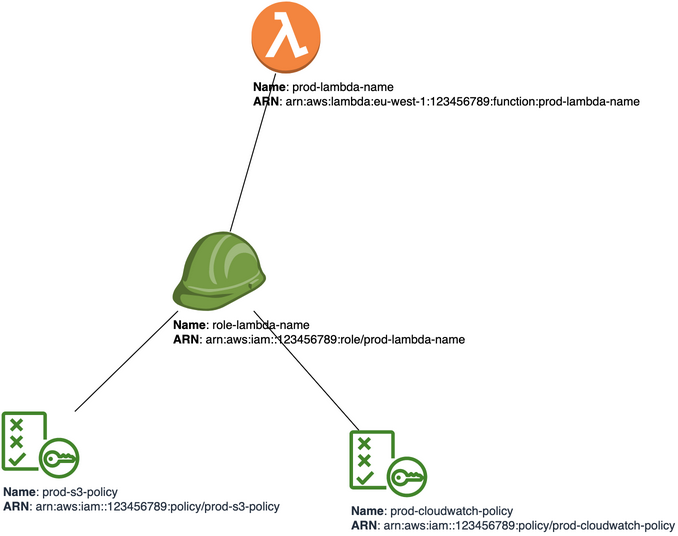 Name: prod-lambda-name
ARN: arn:aws:lambda:eu-west-1:123456789:function:prod-lambda-name
Name: role-lambda-name
ARN: arn:aws:iam::123456789:role/prod-lambda-name
Name: prod-s3-policy
ARN: arn:aws:iam::123456789:policy/prod-s3-policy
Name: prod-cloudwatch-policy
ARN: arn:aws:iam::123456789:policy/prod-cloudwatch-policy